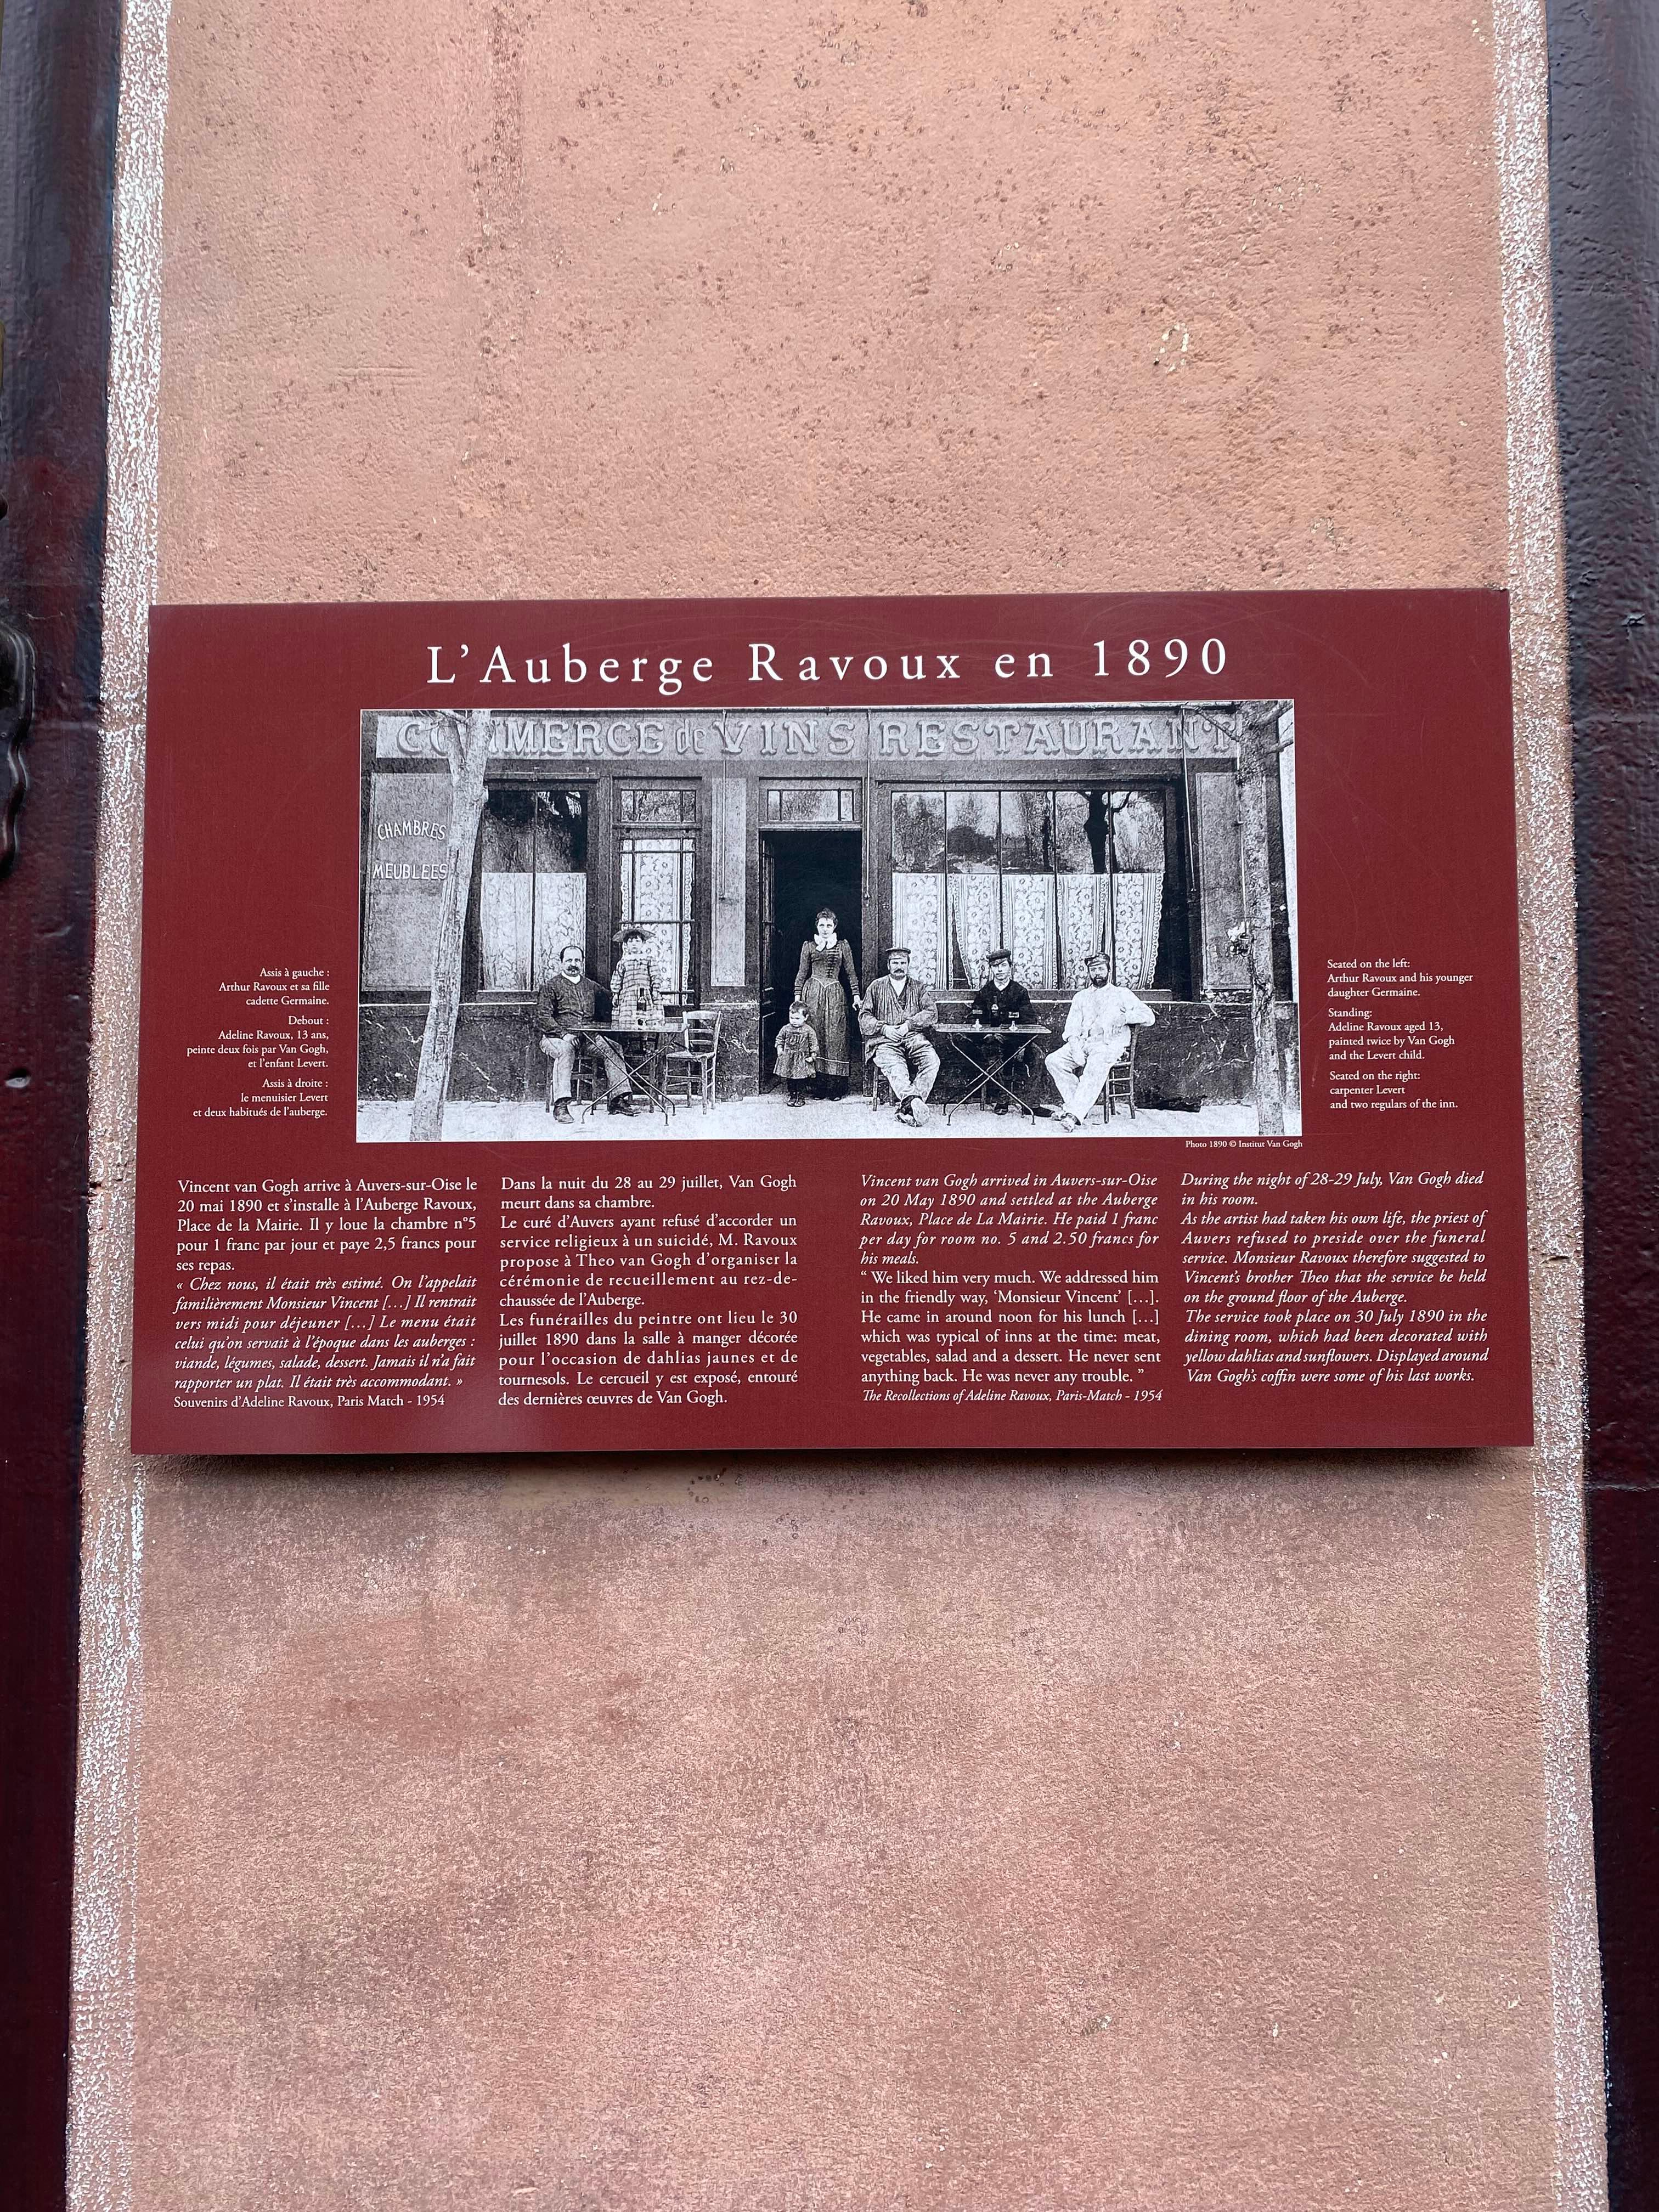 L'Auberge Ravoux en 1890
COMMERCE de VINS RESTAURANT
CHAMBRES
MEUBLEES
Assis à gauche :
Arthur Ravoux et sa fille
cadette Germaine.
Debout :
Adeline Ravoux, 13 ans,
peinte deux fois par Van Gogh,
et l'enfant Levert.
Assis à droite :
le menuisier Levert
et deux habitués de l'auberge.
Seated on the left:
Arthur Ravoux and his younger
daughter Germaine.
Standing:
Adeline Ravoux aged 13,
painted twice by Van Gogh
and the Levert child.
Seated on the right:
carpenter Levert
and two regulars of the inn.
Photo 1890 © Institut Van Gogh
Vincent van Gogh arrive à Auvers-sur-Oise le
20 mai 1890 et s'installe à l'Auberge Ravoux,
Place de la Mairie. Il y loue la chambre n°5
pour 1 franc par jour et paye 2,5 francs pour
ses repas.
« Chez nous, il était très estimé. On l'appelait
familièrement Monsieur Vincent […] Il rentrait
vers midi pour déjeuner […] Le menu était
celui qu'on servait à l'époque dans les auberges :
viande, légumes, salade, dessert. Jamais il n'a fait
rapporter un plat. Il était très accommodant. »
Souvenirs d'Adeline Ravoux, Paris Match - 1954
Dans la nuit du 28 au 29 juillet, Van Gogh
meurt dans sa chambre.
Le curé d'Auvers ayant refusé d'accorder un
service religieux à un suicidé, M. Ravoux
propose à Theo van Gogh d'organiser la
cérémonie de recueillement au rez-de-
chaussée de l'Auberge.
Les funérailles du peintre ont lieu le 30
juillet 1890 dans la salle à manger décorée
pour l'occasion de dahlias jaunes et de
tournesols. Le cercueil y est exposé, entouré
des dernières œuvres de Van Gogh.
Vincent van Gogh arrived in Auvers-sur-Oise
on 20 May 1890 and settled at the Auberge
Ravoux, Place de La Mairie. He paid 1 franc
per day for room no. 5 and 2.50 francs for
his meals.
“ We liked him very much. We addressed him
in the friendly way, ‘Monsieur Vincent’ […].
He came in around noon for his lunch […]
which was typical of inns at the time: meat,
vegetables, salad and a dessert. He never sent
anything back. He was never any trouble. ”
The Recollections of Adeline Ravoux, Paris-Match - 1954
During the night of 28-29 July, Van Gogh died
in his room.
As the artist had taken his own life, the priest of
Auvers refused to preside over the funeral
service. Monsieur Ravoux therefore suggested to
Vincent's brother Theo that the service be held
on the ground floor of the Auberge.
The service took place on 30 July 1890 in the
dining room, which had been decorated with
yellow dahlias and sunflowers. Displayed around
Van Gogh's coffin were some of his last works.